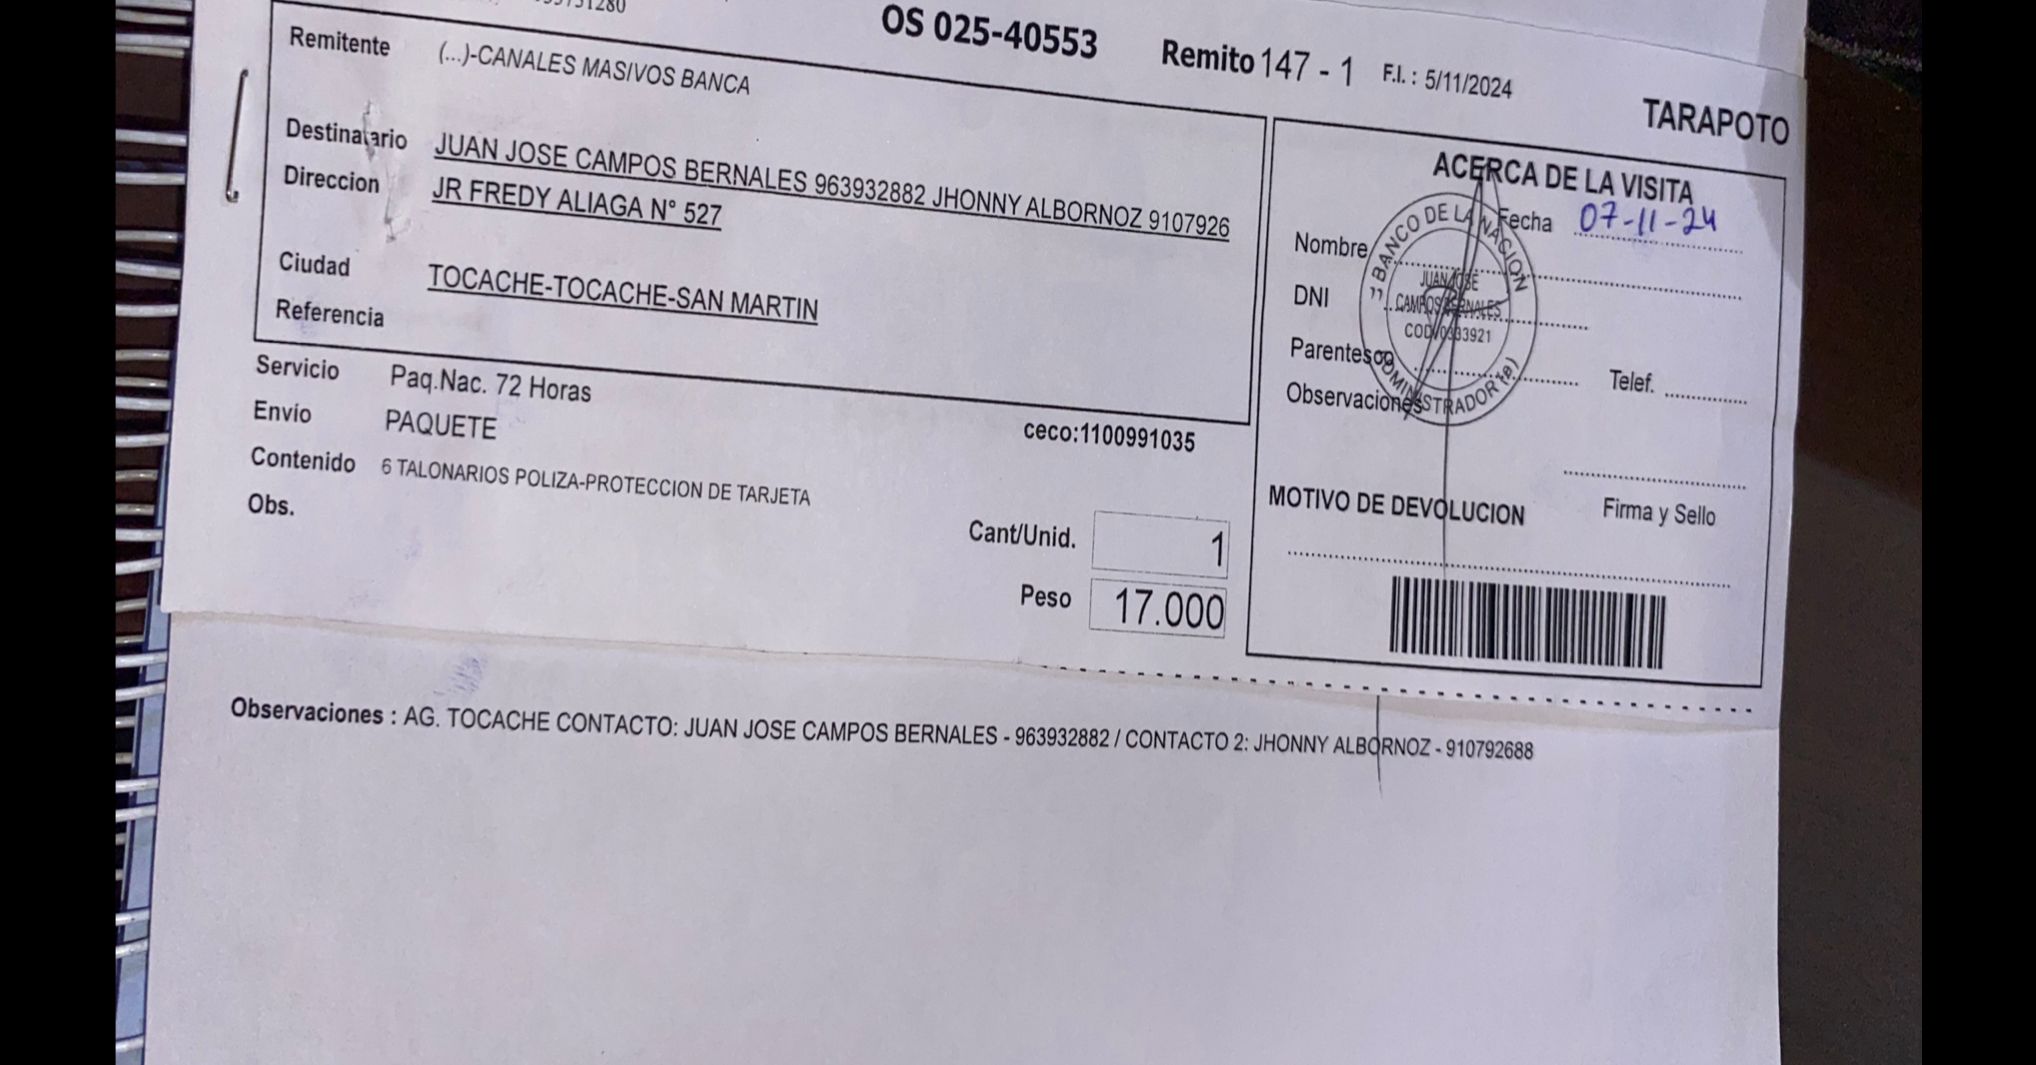 OS 025-40553 Remito 147 - 1 F.I. : 5/11/2024
TARAPOTO
Remitente (...)-CANALES MASIVOS BANCA
Destinatario JUAN JOSE CAMPOS BERNALES 963932882 JHONNY ALBORNOZ 9107926
Direccion JR FREDY ALIAGA N° 527
Ciudad TOCACHE-TOCACHE-SAN MARTIN
Referencia
Servicio Paq.Nac. 72 Horas
Envío PAQUETE
ceco:1100991035
Contenido 6 TALONARIOS POLIZA-PROTECCION DE TARJETA
Obs.
Cant/Unid. 1
Peso 17.000
ACERCA DE LA VISITA
Fecha 07-11-24
Nombre
DNI
Parentesco
Telef.
Observaciones
BANCO DE LA NACION
JUAN JOSE
CAMPOS BERNALES
COD 0333921
ADMINISTRADOR (e)
Firma y Sello
MOTIVO DE DEVOLUCION
Observaciones : AG. TOCACHE CONTACTO: JUAN JOSE CAMPOS BERNALES - 963932882 / CONTACTO 2: JHONNY ALBORNOZ - 910792688